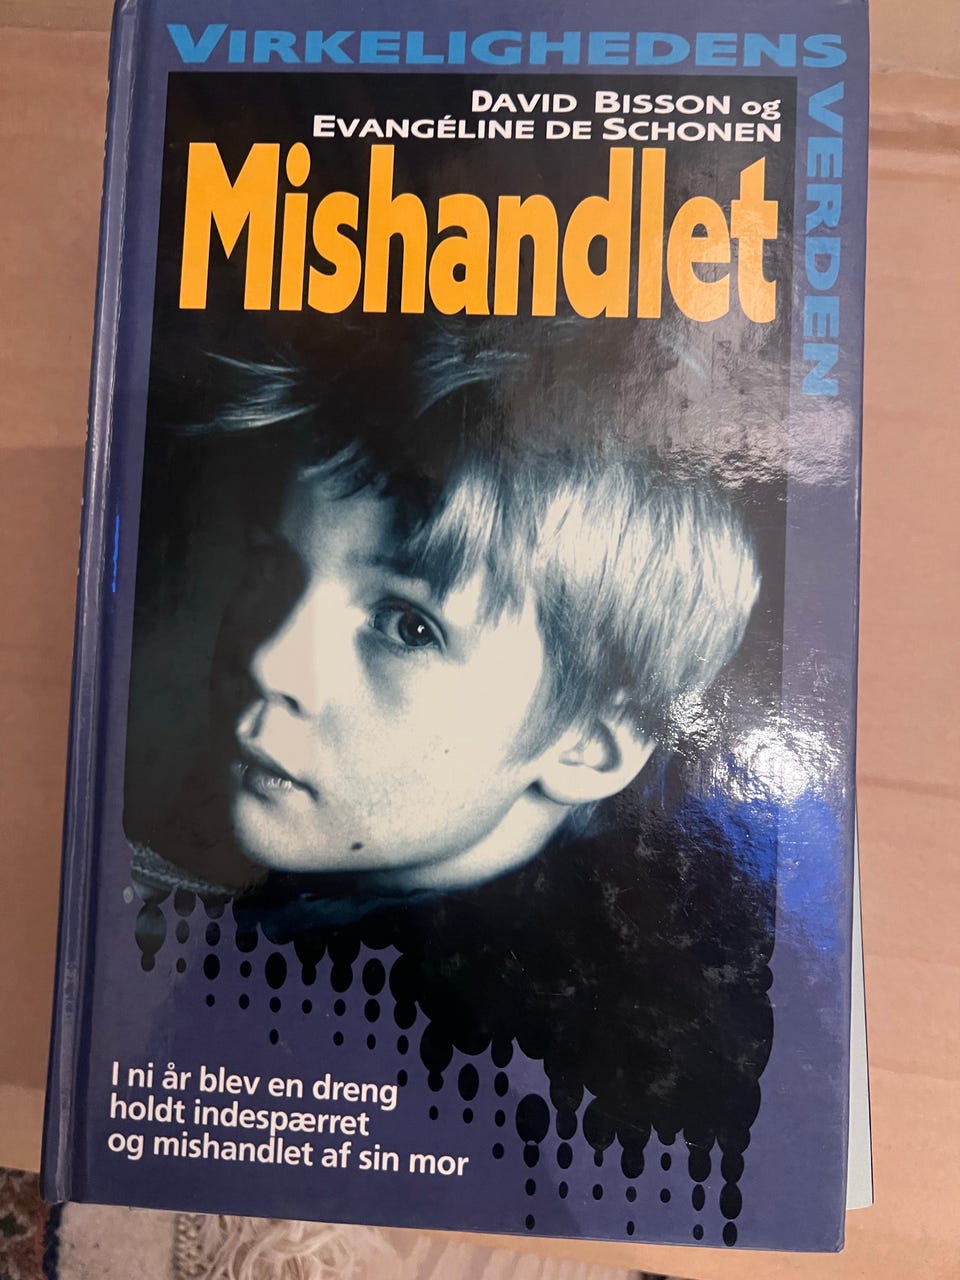 VIRKELIGHEDENS
VERDEN
DAVID BISSON og
EVANGÉLINE DE SCHONEN
Mishandlet
I ni år blev en dreng
holdt indespærret
og mishandlet af sin mor